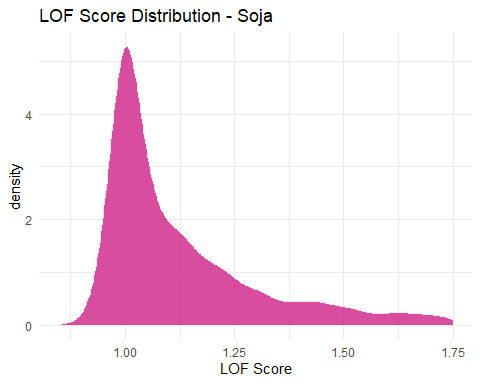 LOF Score Distribution - Soja
density
4
2
0
1.00 1.25 1.50 1.75
LOF Score